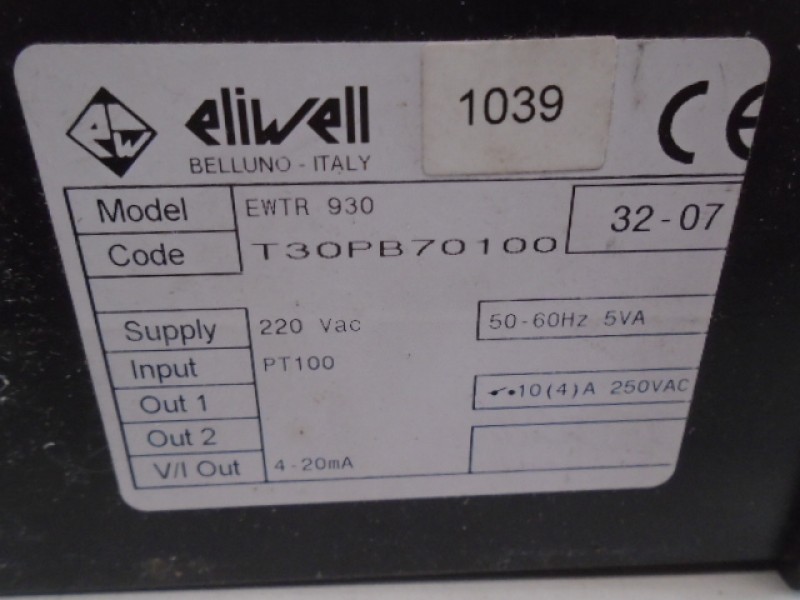 ew eliwell
BELLUNO - ITALY
1039
CE
Model EWTR 930
32-07
Code T30PB70100
Supply 220 Vac 50-60Hz 5VA
Input PT100
Out 1 10(4)A 250VAC
Out 2
V/I Out 4-20mA